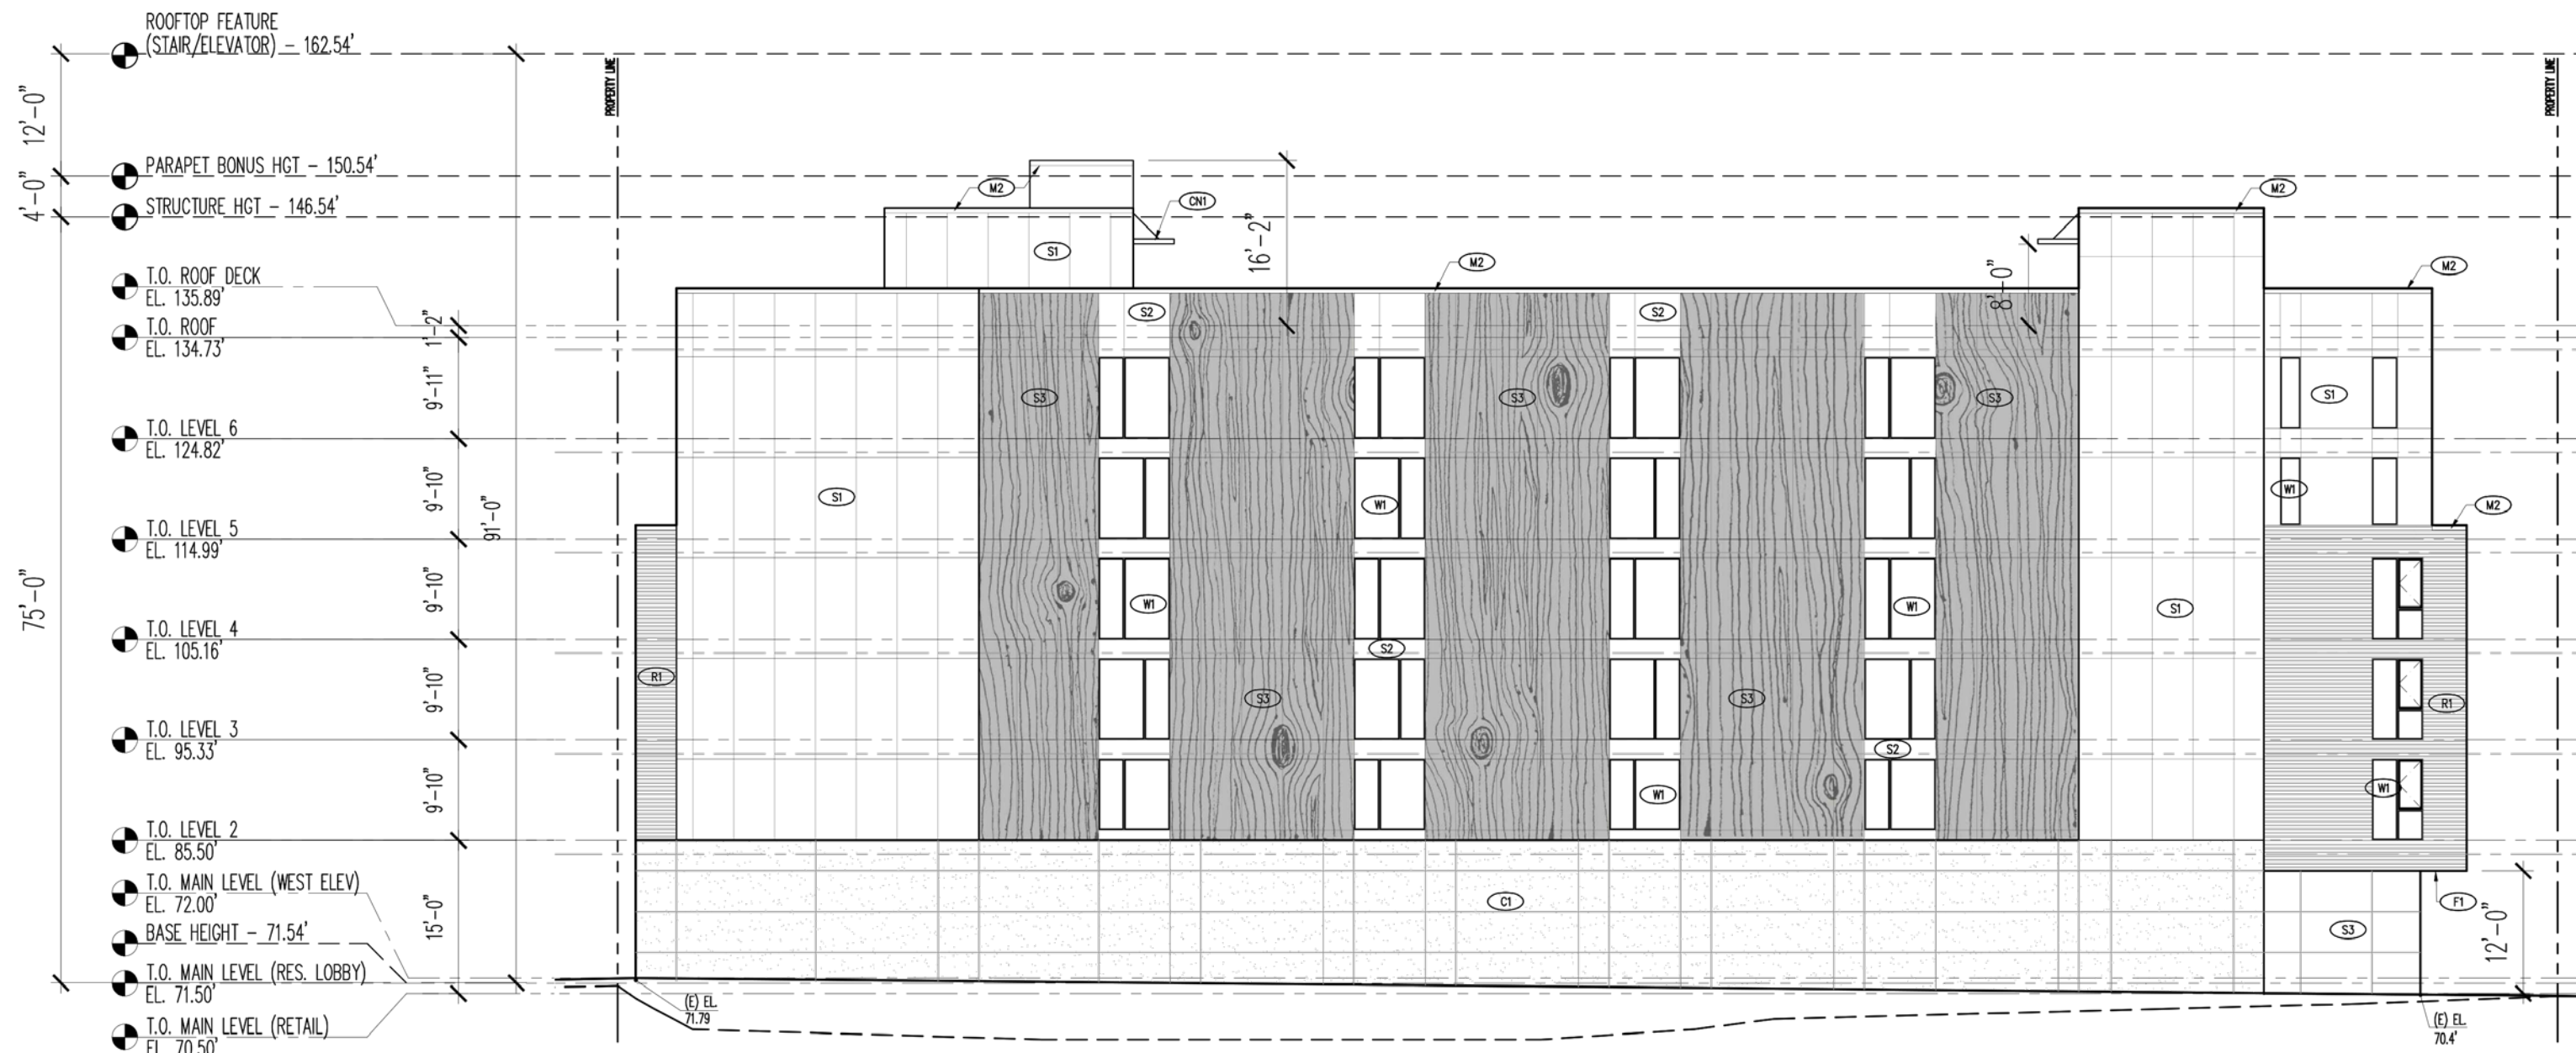 ROOFTOP FEATURE
(STAIR/ELEVATOR) – 162.54'
PROPERTY LINE
PROPERTY LINE
12'-0"
PARAPET BONUS HGT – 150.54'
4'-0"
STRUCTURE HGT – 146.54'
M2
CN1
M2
16'-2"
S1
M2
M2
8'-0"
T.O. ROOF DECK
EL. 135.89'
1'-2"
T.O. ROOF
EL. 134.73'
S2
S2
9'-11"
S3
S3
S3
S1
T.O. LEVEL 6
EL. 124.82'
9'-10"
91'-0"
S1
W1
W1
M2
T.O. LEVEL 5
EL. 114.99'
75'-0"
9'-10"
W1
W1
S1
T.O. LEVEL 4
EL. 105.16'
S2
9'-10"
R1
S3
S3
R1
T.O. LEVEL 3
EL. 95.33'
S2
9'-10"
W1
W1
T.O. LEVEL 2
EL. 85.50'
T.O. MAIN LEVEL (WEST ELEV)
EL. 72.00'
15'-0"
C1
F1
12'-0"
S3
BASE HEIGHT – 71.54'
T.O. MAIN LEVEL (RES. LOBBY)
EL. 71.50'
(E) EL.
71.79
T.O. MAIN LEVEL (RETAIL)
EL. 70.50'
(E) EL.
70.4'